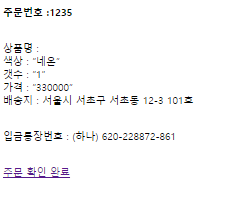 주문번호 :1235
상품명 :
색상 : "네온"
갯수 : "1"
가격 : "330000"
배송지 : 서울시 서초구 서초동 12-3 101호
입금통장번호 : (하나) 620-228872-861
주문 확인 완료